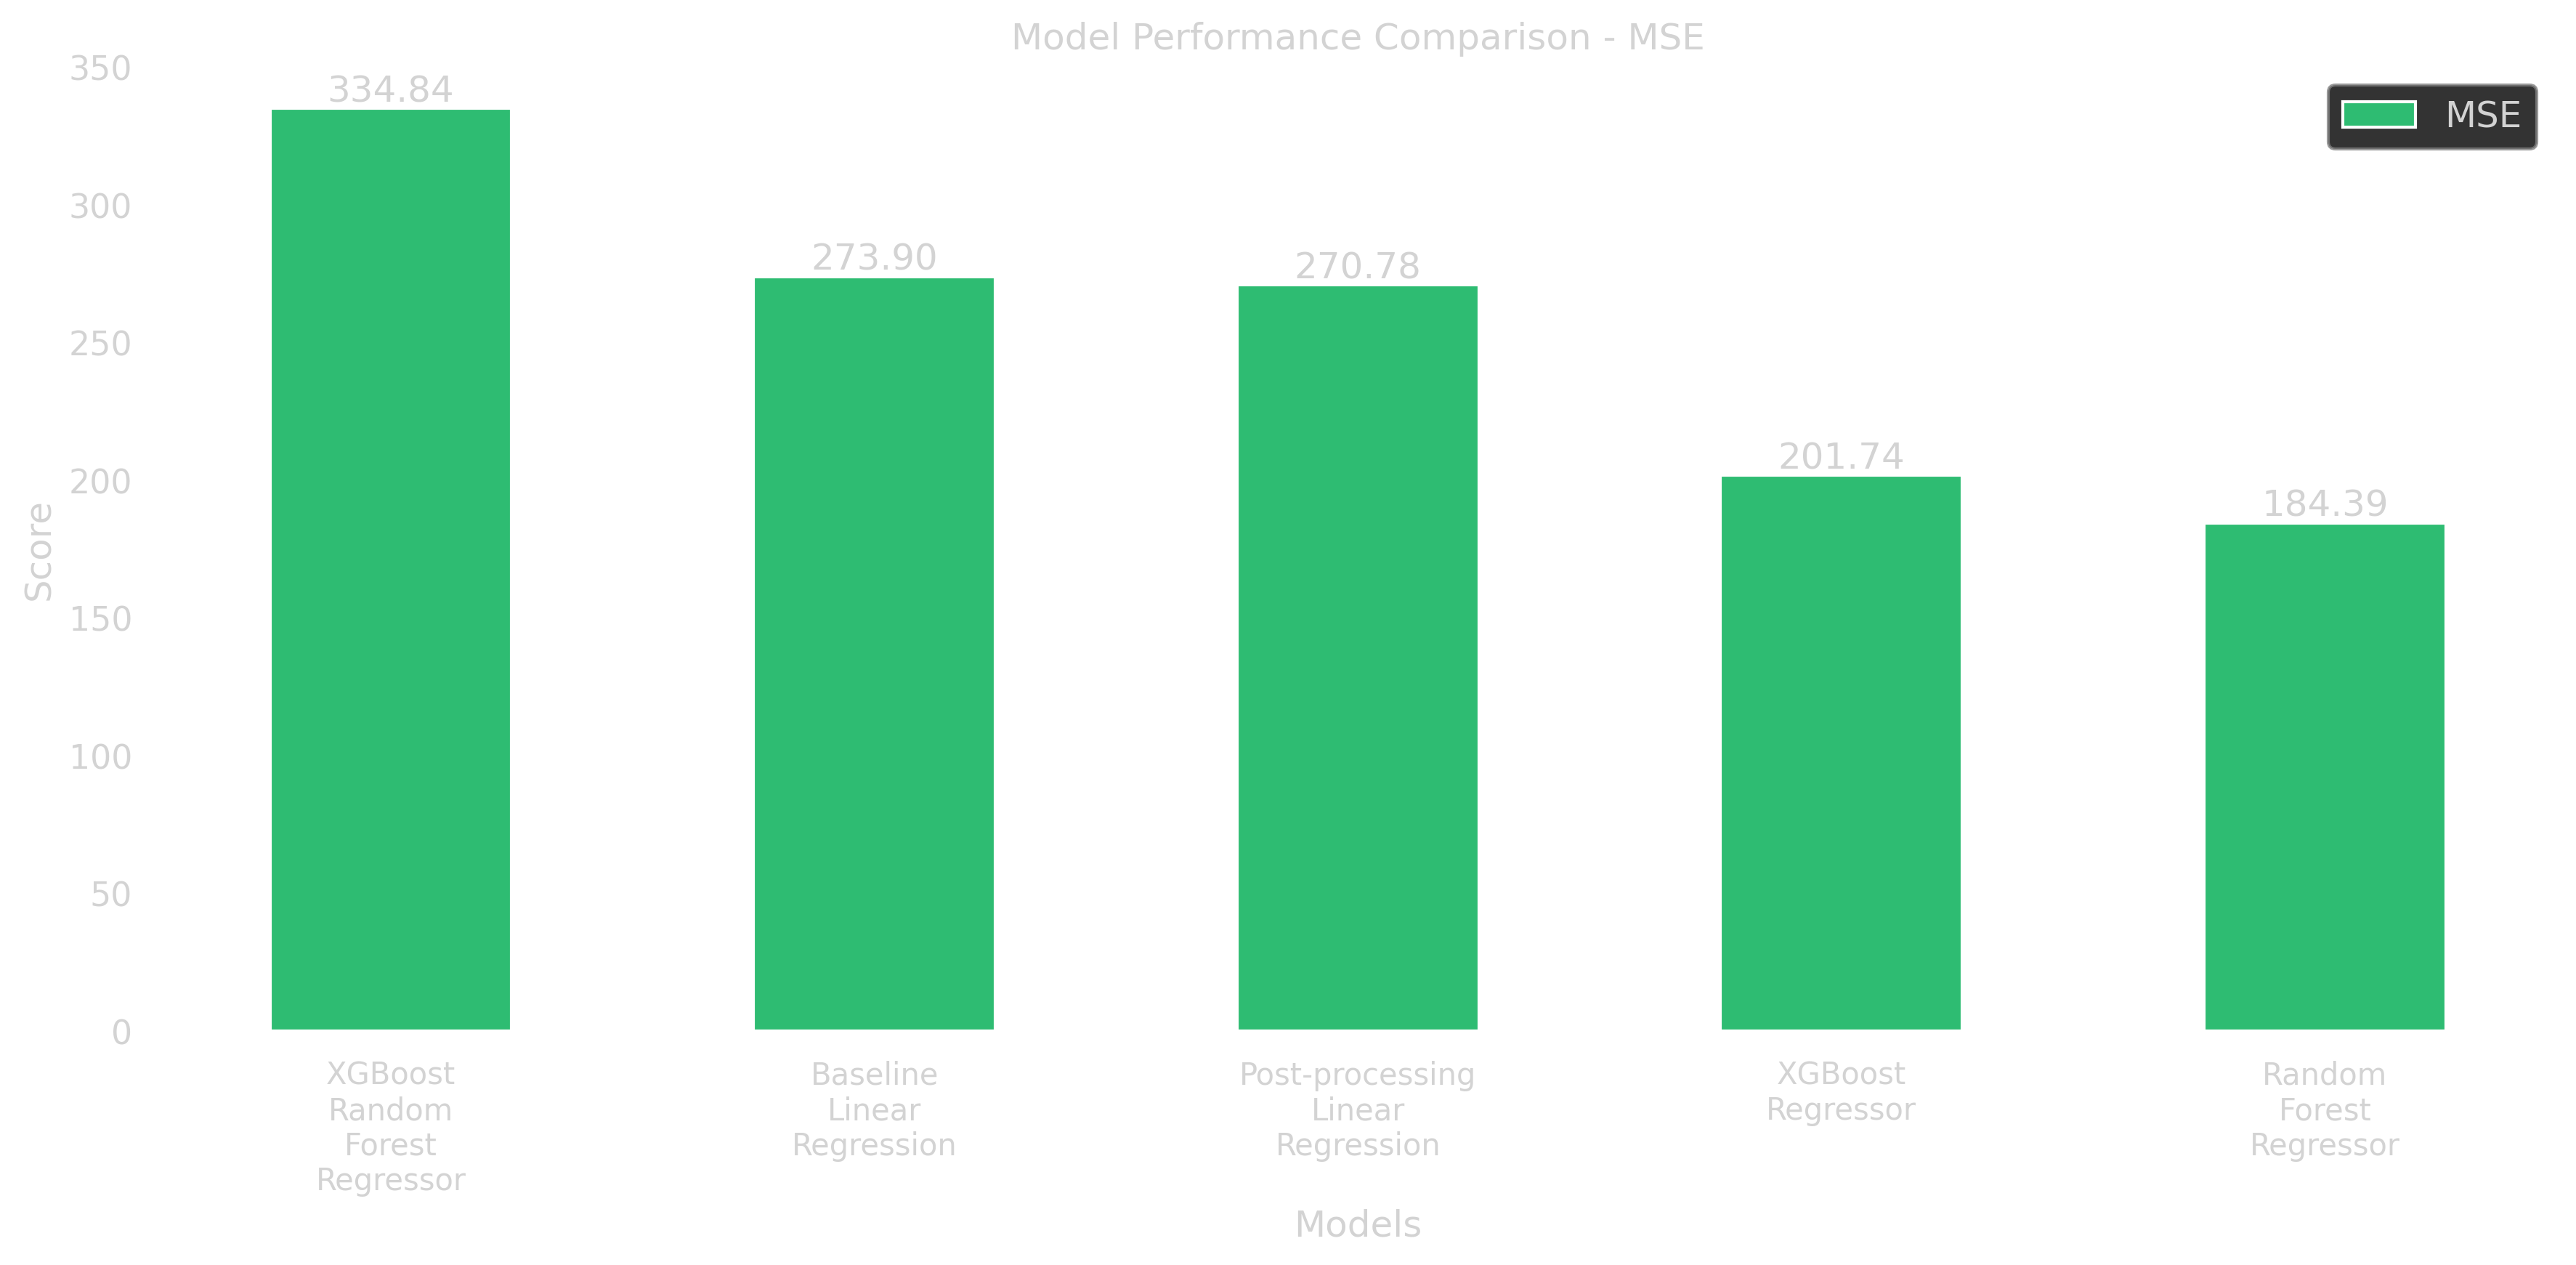 Model Performance Comparison - MSE
MSE
Score
350
300
250
200
150
100
50
0
334.84
273.90
270.78
201.74
184.39
XGBoost
Random
Forest
Regressor
Baseline
Linear
Regression
Post-processing
Linear
Regression
XGBoost
Regressor
Random
Forest
Regressor
Models